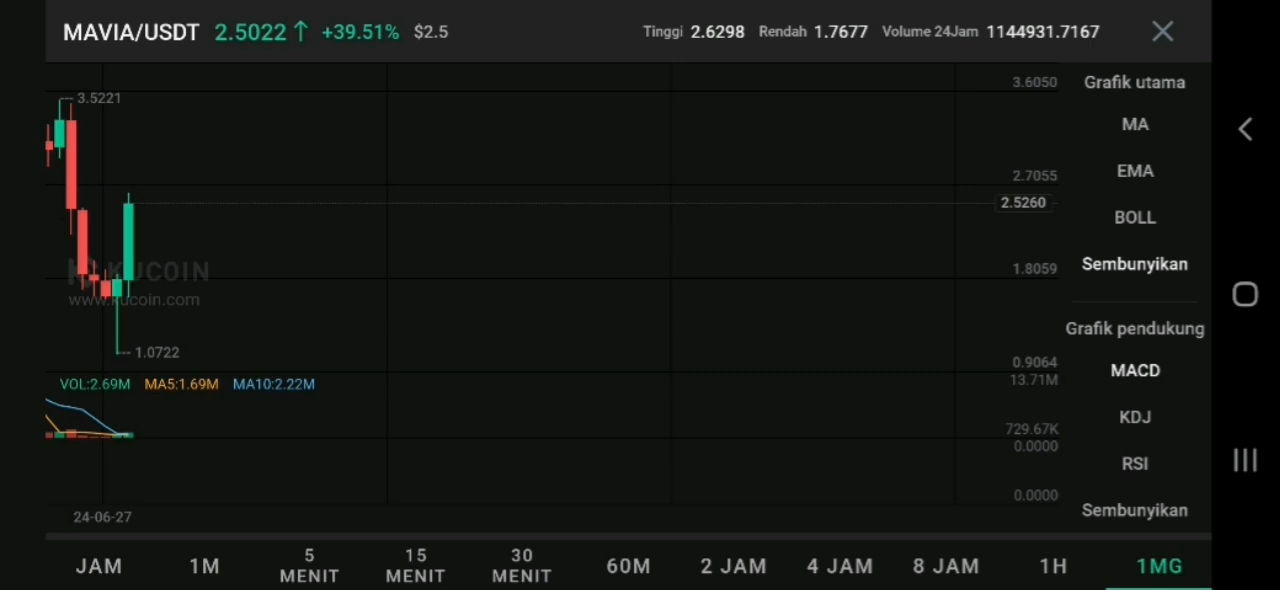 MAVIA/USDT 2.5022↑ +39.51% $2.5 Tinggi 2.6298 Rendah 1.7677 Volume 24Jam 1144931.7167
3.6050
Grafik utama
3.5221
MA
EMA
2.7055
2.5260
BOLL
Sembunyikan
1.8059
KUCOIN
www.kucoin.com
Grafik pendukung
1.0722
0.9064
MACD
VOL:2.69M MA5:1.69M MA10:2.22M
13.71M
KDJ
729.67K
0.0000
RSI
0.0000
Sembunyikan
24-06-27
JAM 1M 5 MENIT 15 MENIT 30 MENIT 60M 2 JAM 4 JAM 8 JAM 1H 1MG